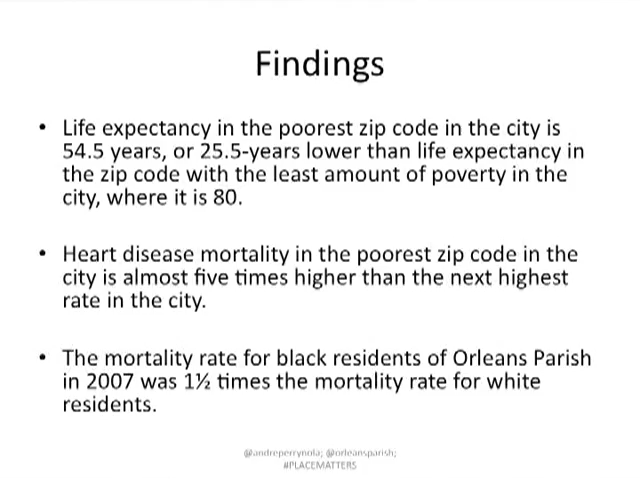 Findings
• Life expectancy in the poorest zip code in the city is
54.5 years, or 25.5-years lower than life expectancy in
the zip code with the least amount of poverty in the
city, where it is 80.
• Heart disease mortality in the poorest zip code in the
city is almost five times higher than the next highest
rate in the city.
• The mortality rate for black residents of Orleans Parish
in 2007 was 1½ times the mortality rate for white
residents.
@andreperrynola; @orleansparish;
#PLACEMATTERS